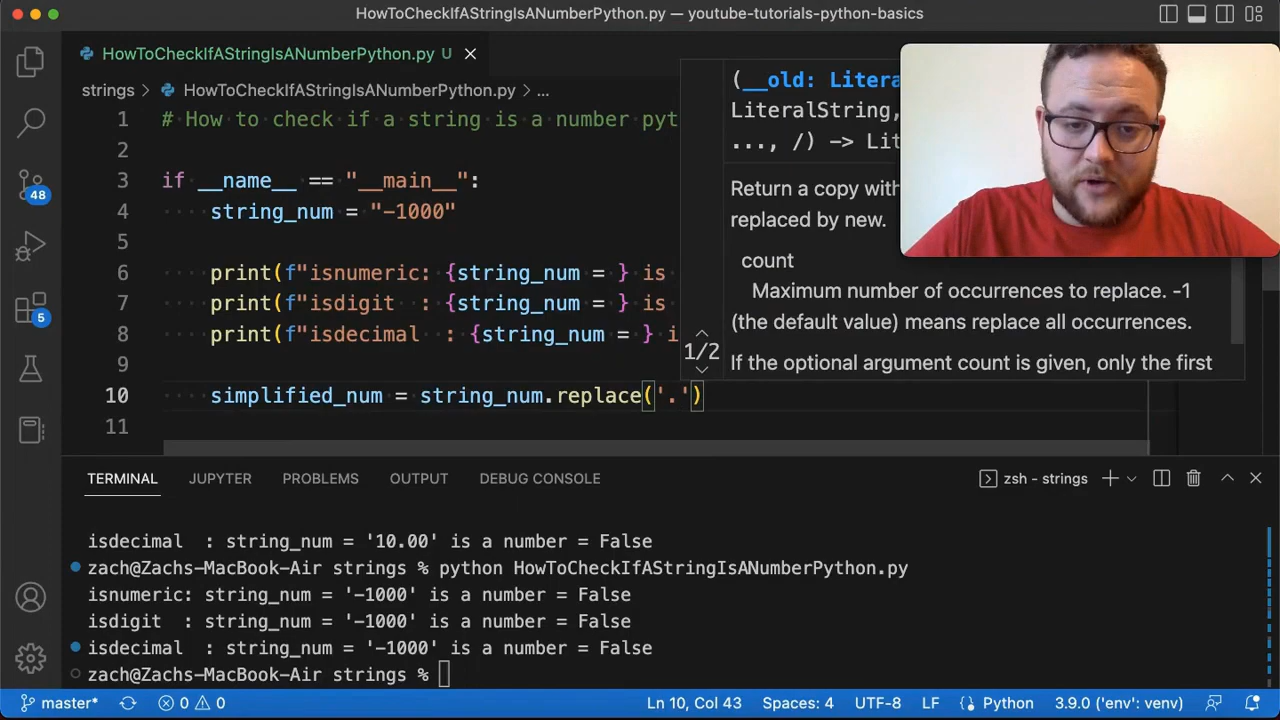 HowToCheckIfAStringIsANumberPython.py — youtube-tutorials-python-basics
HowToCheckIfAStringIsANumberPython.py U
strings > HowToCheckIfAStringIsANumberPython.py > ...
1 # How to check if a string is a number pyt
2
3 if __name__ == "__main__":
4 string_num = "-1000"
5
6 print(f"isnumeric: {string_num = } is
7 print(f"isdigit : {string_num = } is
8 print(f"isdecimal : {string_num = } i
9
10 simplified_num = string_num.replace('.')
11
(__old: Litera
LiteralString,
..., /) -> Lit
Return a copy with
replaced by new.
count
Maximum number of occurrences to replace. -1
(the default value) means replace all occurrences.
1/2
If the optional argument count is given, only the first
48
5
TERMINAL JUPYTER PROBLEMS OUTPUT DEBUG CONSOLE zsh - strings
isdecimal : string_num = '10.00' is a number = False
zach@Zachs-MacBook-Air strings % python HowToCheckIfAStringIsANumberPython.py
isnumeric: string_num = '-1000' is a number = False
isdigit : string_num = '-1000' is a number = False
isdecimal : string_num = '-1000' is a number = False
zach@Zachs-MacBook-Air strings %
master* 0 0 Ln 10, Col 43 Spaces: 4 UTF-8 LF Python 3.9.0 ('env': venv)